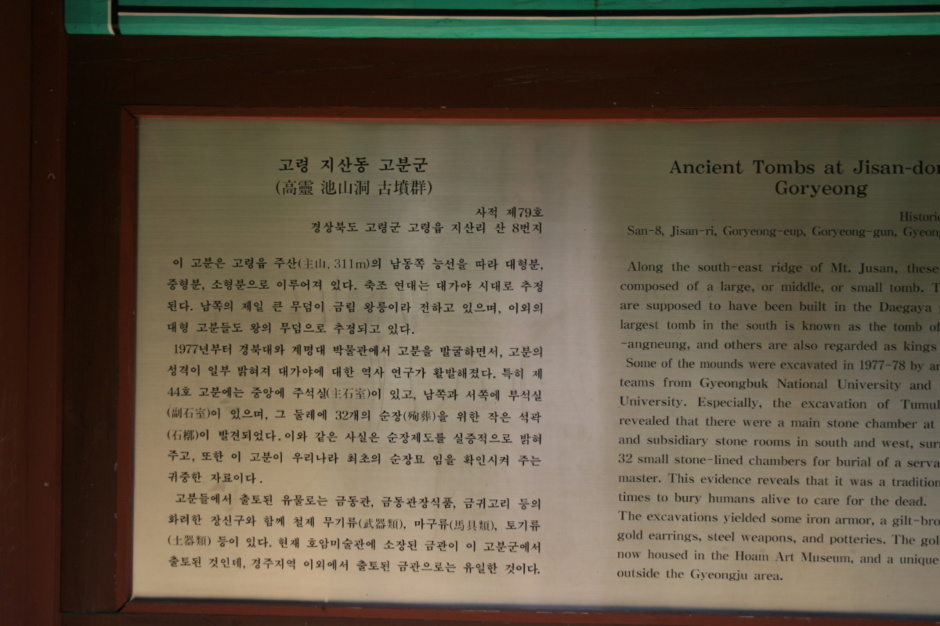 고령 지산동 고분군
(高靈 池山洞 古墳群)
사적 제79호
경상북도 고령군 고령읍 지산리 산 8번지
이 고분은 고령읍 주산(主山, 311m)의 남동쪽 능선을 따라 대형분,
중형분, 소형분으로 이루어져 있다. 축조 연대는 대가야 시대로 추정
된다. 남쪽의 제일 큰 무덤이 금림 왕릉이라 전하고 있으며, 이외의
대형 고분들도 왕의 무덤으로 추정되고 있다.
1977년부터 경북대와 계명대 박물관에서 고분을 발굴하면서, 고분의
성격이 일부 밝혀져 대가야에 대한 역사 연구가 활발해졌다. 특히 제
44호 고분에는 중앙에 주석실(主石室)이 있고, 남쪽과 서쪽에 부석실
(副石室)이 있으며, 그 둘레에 32개의 순장(殉葬)을 위한 작은 석곽
(石槨)이 발견되었다. 이와 같은 사실은 순장제도를 실증적으로 밝혀
주고, 또한 이 고분이 우리나라 최초의 순장묘 임을 확인시켜 주는
귀중한 자료이다.
고분들에서 출토된 유물로는 금동관, 금동관장식품, 금귀고리 등의
화려한 장신구와 함께 철제 무기류(武器類), 마구류(馬具類), 토기류
(土器類) 등이 있다. 현재 호암미술관에 소장된 금관이 이 고분군에서
출토된 것인데, 경주지역 이외에서 출토된 금관으로는 유일한 것이다.
Ancient Tombs at Jisan-don
Goryeong
Historic
San-8, Jisan-ri, Goryeong-eup, Goryeong-gun, Gyeong
Along the south-east ridge of Mt. Jusan, these
composed of a large, or middle, or small tomb. T
are supposed to have been built in the Daegaya
largest tomb in the south is known as the tomb of
-angneung, and others are also regarded as kings
Some of the mounds were excavated in 1977-78 by ar
teams from Gyeongbuk National University and
University. Especially, the excavation of Tumul
revealed that there were a main stone chamber at
and subsidiary stone rooms in south and west, surr
32 small stone-lined chambers for burial of a serva
master. This evidence reveals that it was a tradition
times to bury humans alive to care for the dead.
The excavations yielded some iron armor, a gilt-bro
gold earrings, steel weapons, and potteries. The gol
now housed in the Hoam Art Museum, and a unique
outside the Gyeongju area.